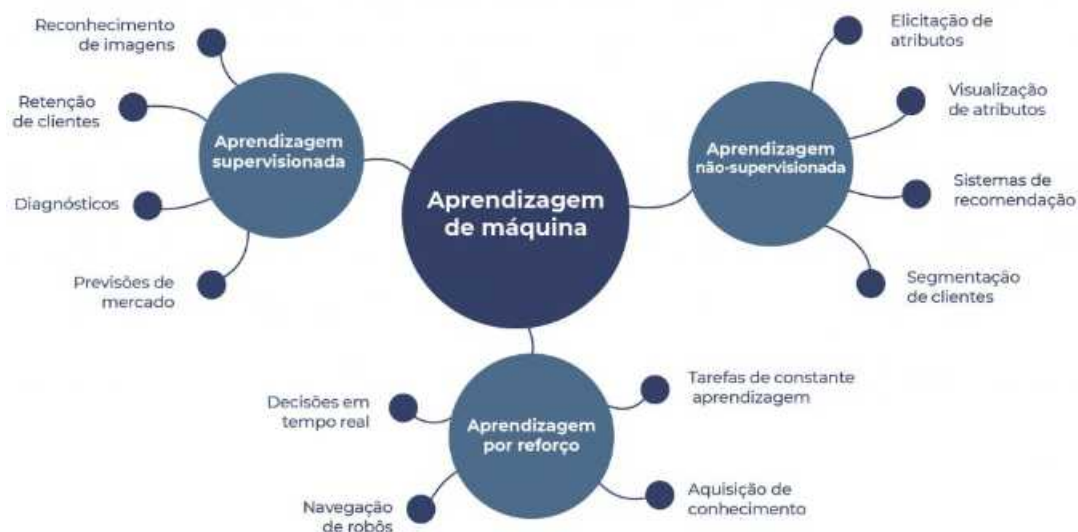 Aprendizagem
de máquina
Aprendizagem
supervisionada
Reconhecimento
de imagens
Retenção
de clientes
Diagnósticos
Previsões de
mercado
Aprendizagem
não-supervisionada
Elicitação de
atributos
Visualização
de atributos
Sistemas de
recomendação
Segmentação
de clientes
Aprendizagem
por reforço
Decisões em
tempo real
Navegação
de robôs
Tarefas de constante
aprendizagem
Aquisição de
conhecimento